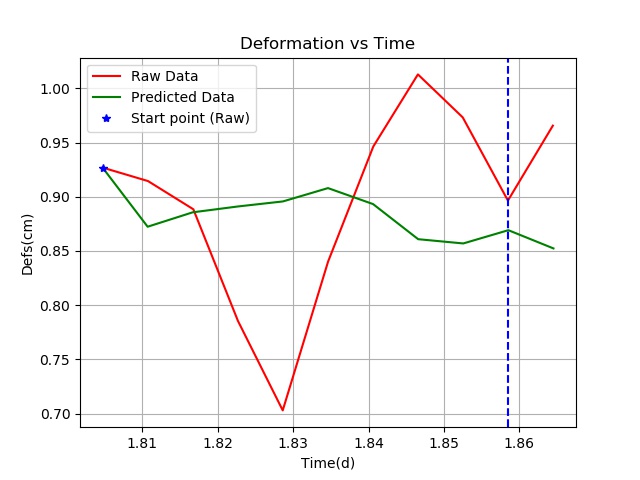 Deformation vs Time
Raw Data
Predicted Data
Start point (Raw)
Defs(cm)
1.00
0.95
0.90
0.85
0.80
0.75
0.70
1.81 1.82 1.83 1.84 1.85 1.86
Time(d)